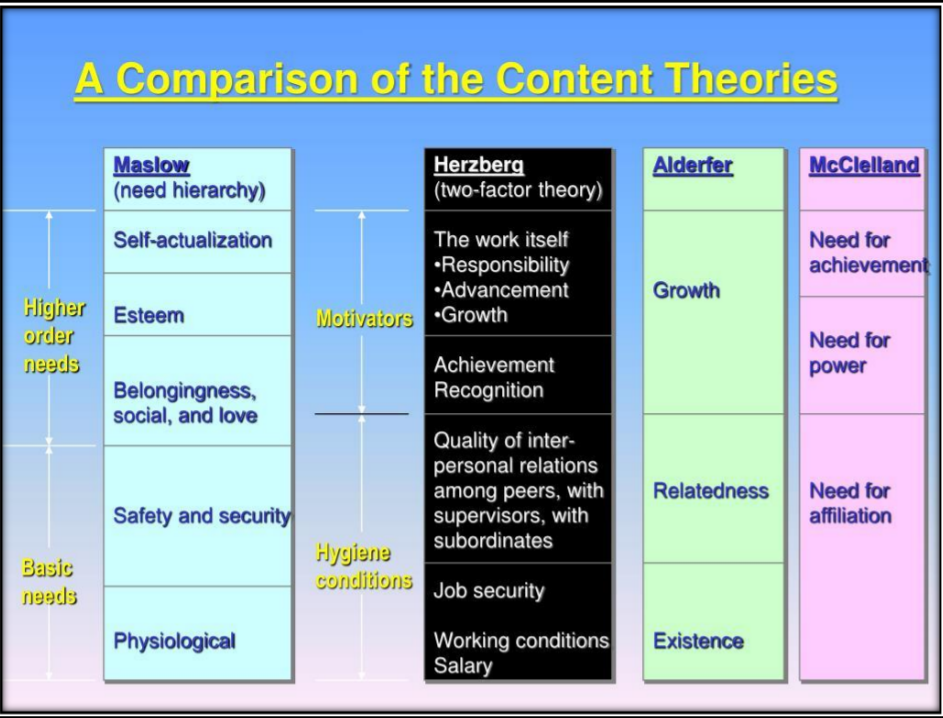 A Comparison of the Content Theories
Maslow
(need hierarchy)
Self-actualization
Esteem
Belongingness,
social, and love
Safety and security
Physiological
Higher
order
needs
Basic
needs
Herzberg
(two-factor theory)
The work itself
•Responsibility
•Advancement
•Growth
Achievement
Recognition
Quality of inter-
personal relations
among peers, with
supervisors, with
subordinates
Job security
Working conditions
Salary
Motivators
Hygiene
conditions
Alderfer
Growth
Relatedness
Existence
McClelland
Need for
achievement
Need for
power
Need for
affiliation